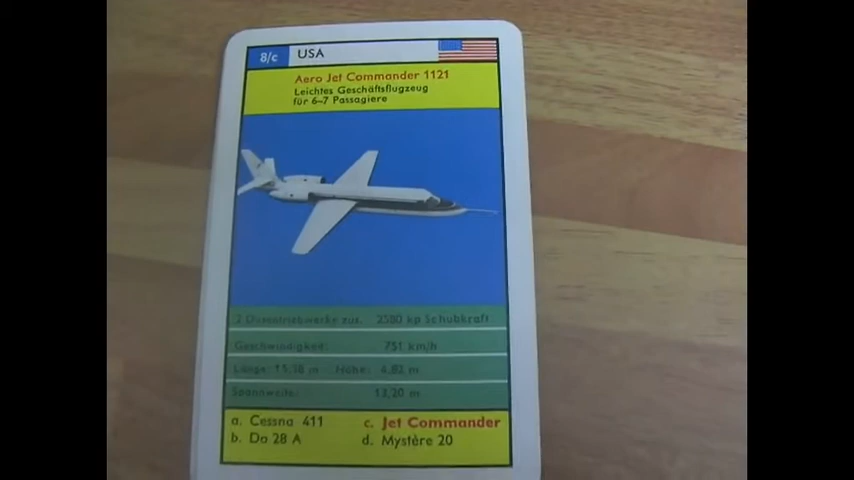 8/c USA
Aero Jet Commander 1121
Leichtes Geschäftsflugzeug
für 6–7 Passagiere
2 Düsentriebwerke zus. 2580 kp Schubkraft
Geschwindigkeit: 751 km/h
Länge: 15,38 m Höhe: 4,82 m
Spannweite: 13,20 m
a. Cessna 411 c. Jet Commander
b. Do 28 A d. Mystère 20